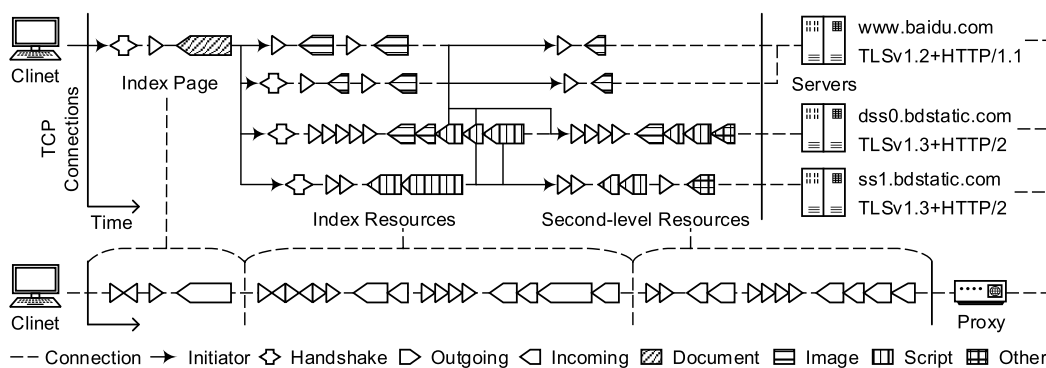 www.baidu.com
TLSv1.2+HTTP/1.1
Clinet
Index Page
Servers
TCP
Connections
dss0.bdstatic.com
TLSv1.3+HTTP/2
ss1.bdstatic.com
TLSv1.3+HTTP/2
Time
Index Resources
Second-level Resources
Clinet
Proxy
Connection
Initiator
Handshake
Outgoing
Incoming
Document
Image
Script
Other